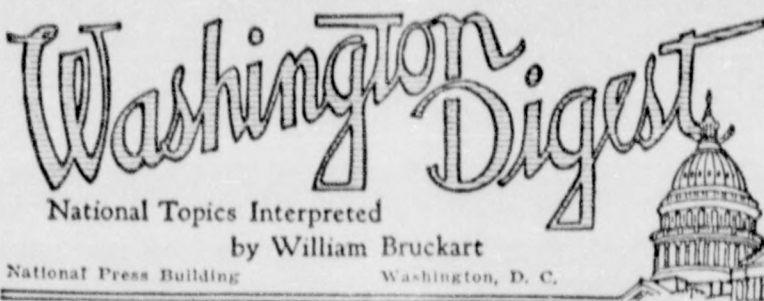 Washington
Digest
National Topics Interpreted
by William Bruckart
National Press Building Washington, D. C.